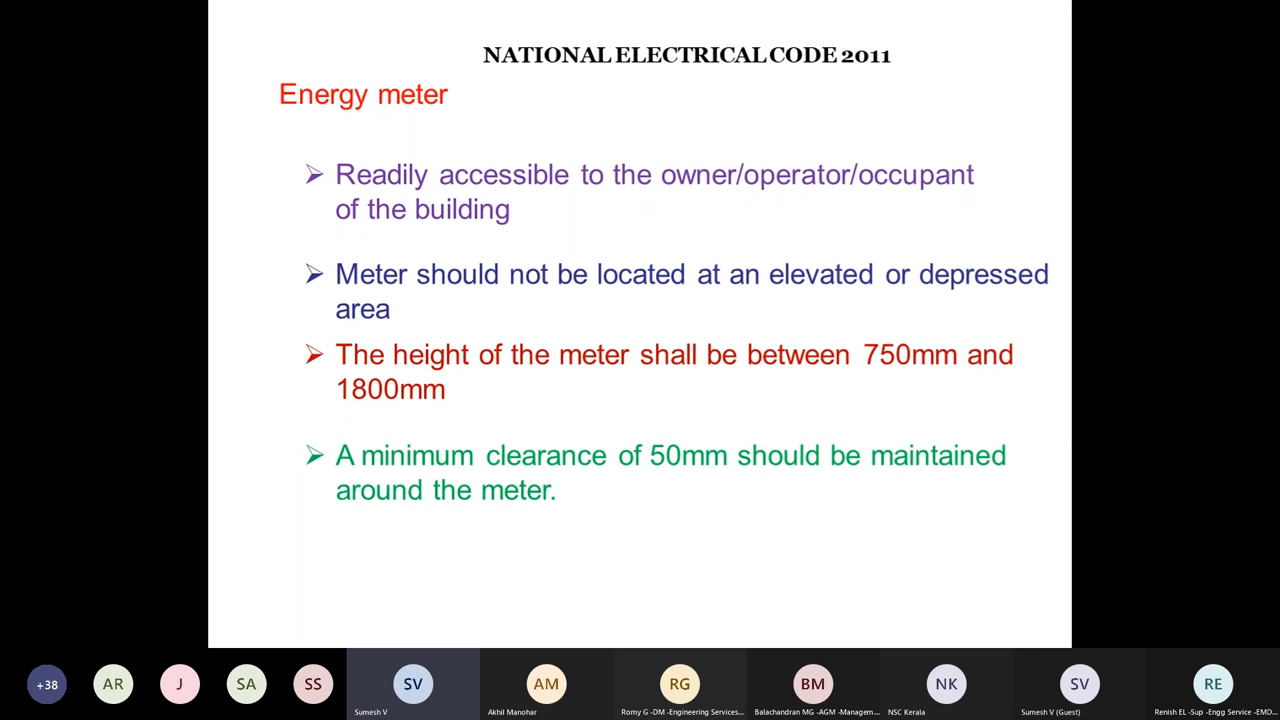 NATIONAL ELECTRICAL CODE 2011
Energy meter
➢ Readily accessible to the owner/operator/occupant
of the building
➢ Meter should not be located at an elevated or depressed
area
➢ The height of the meter shall be between 750mm and
1800mm
➢ A minimum clearance of 50mm should be maintained
around the meter.
+38 AR J SA SS SV AM RG BM NK SV RE
Sumesh V Akhil Manohar Romy G -DM -Engineering Services... Balachandran MG -AGM -Managem... NSC Kerala Sumesh V (Guest) Renish EL -Sup -Engg Service -EMD...